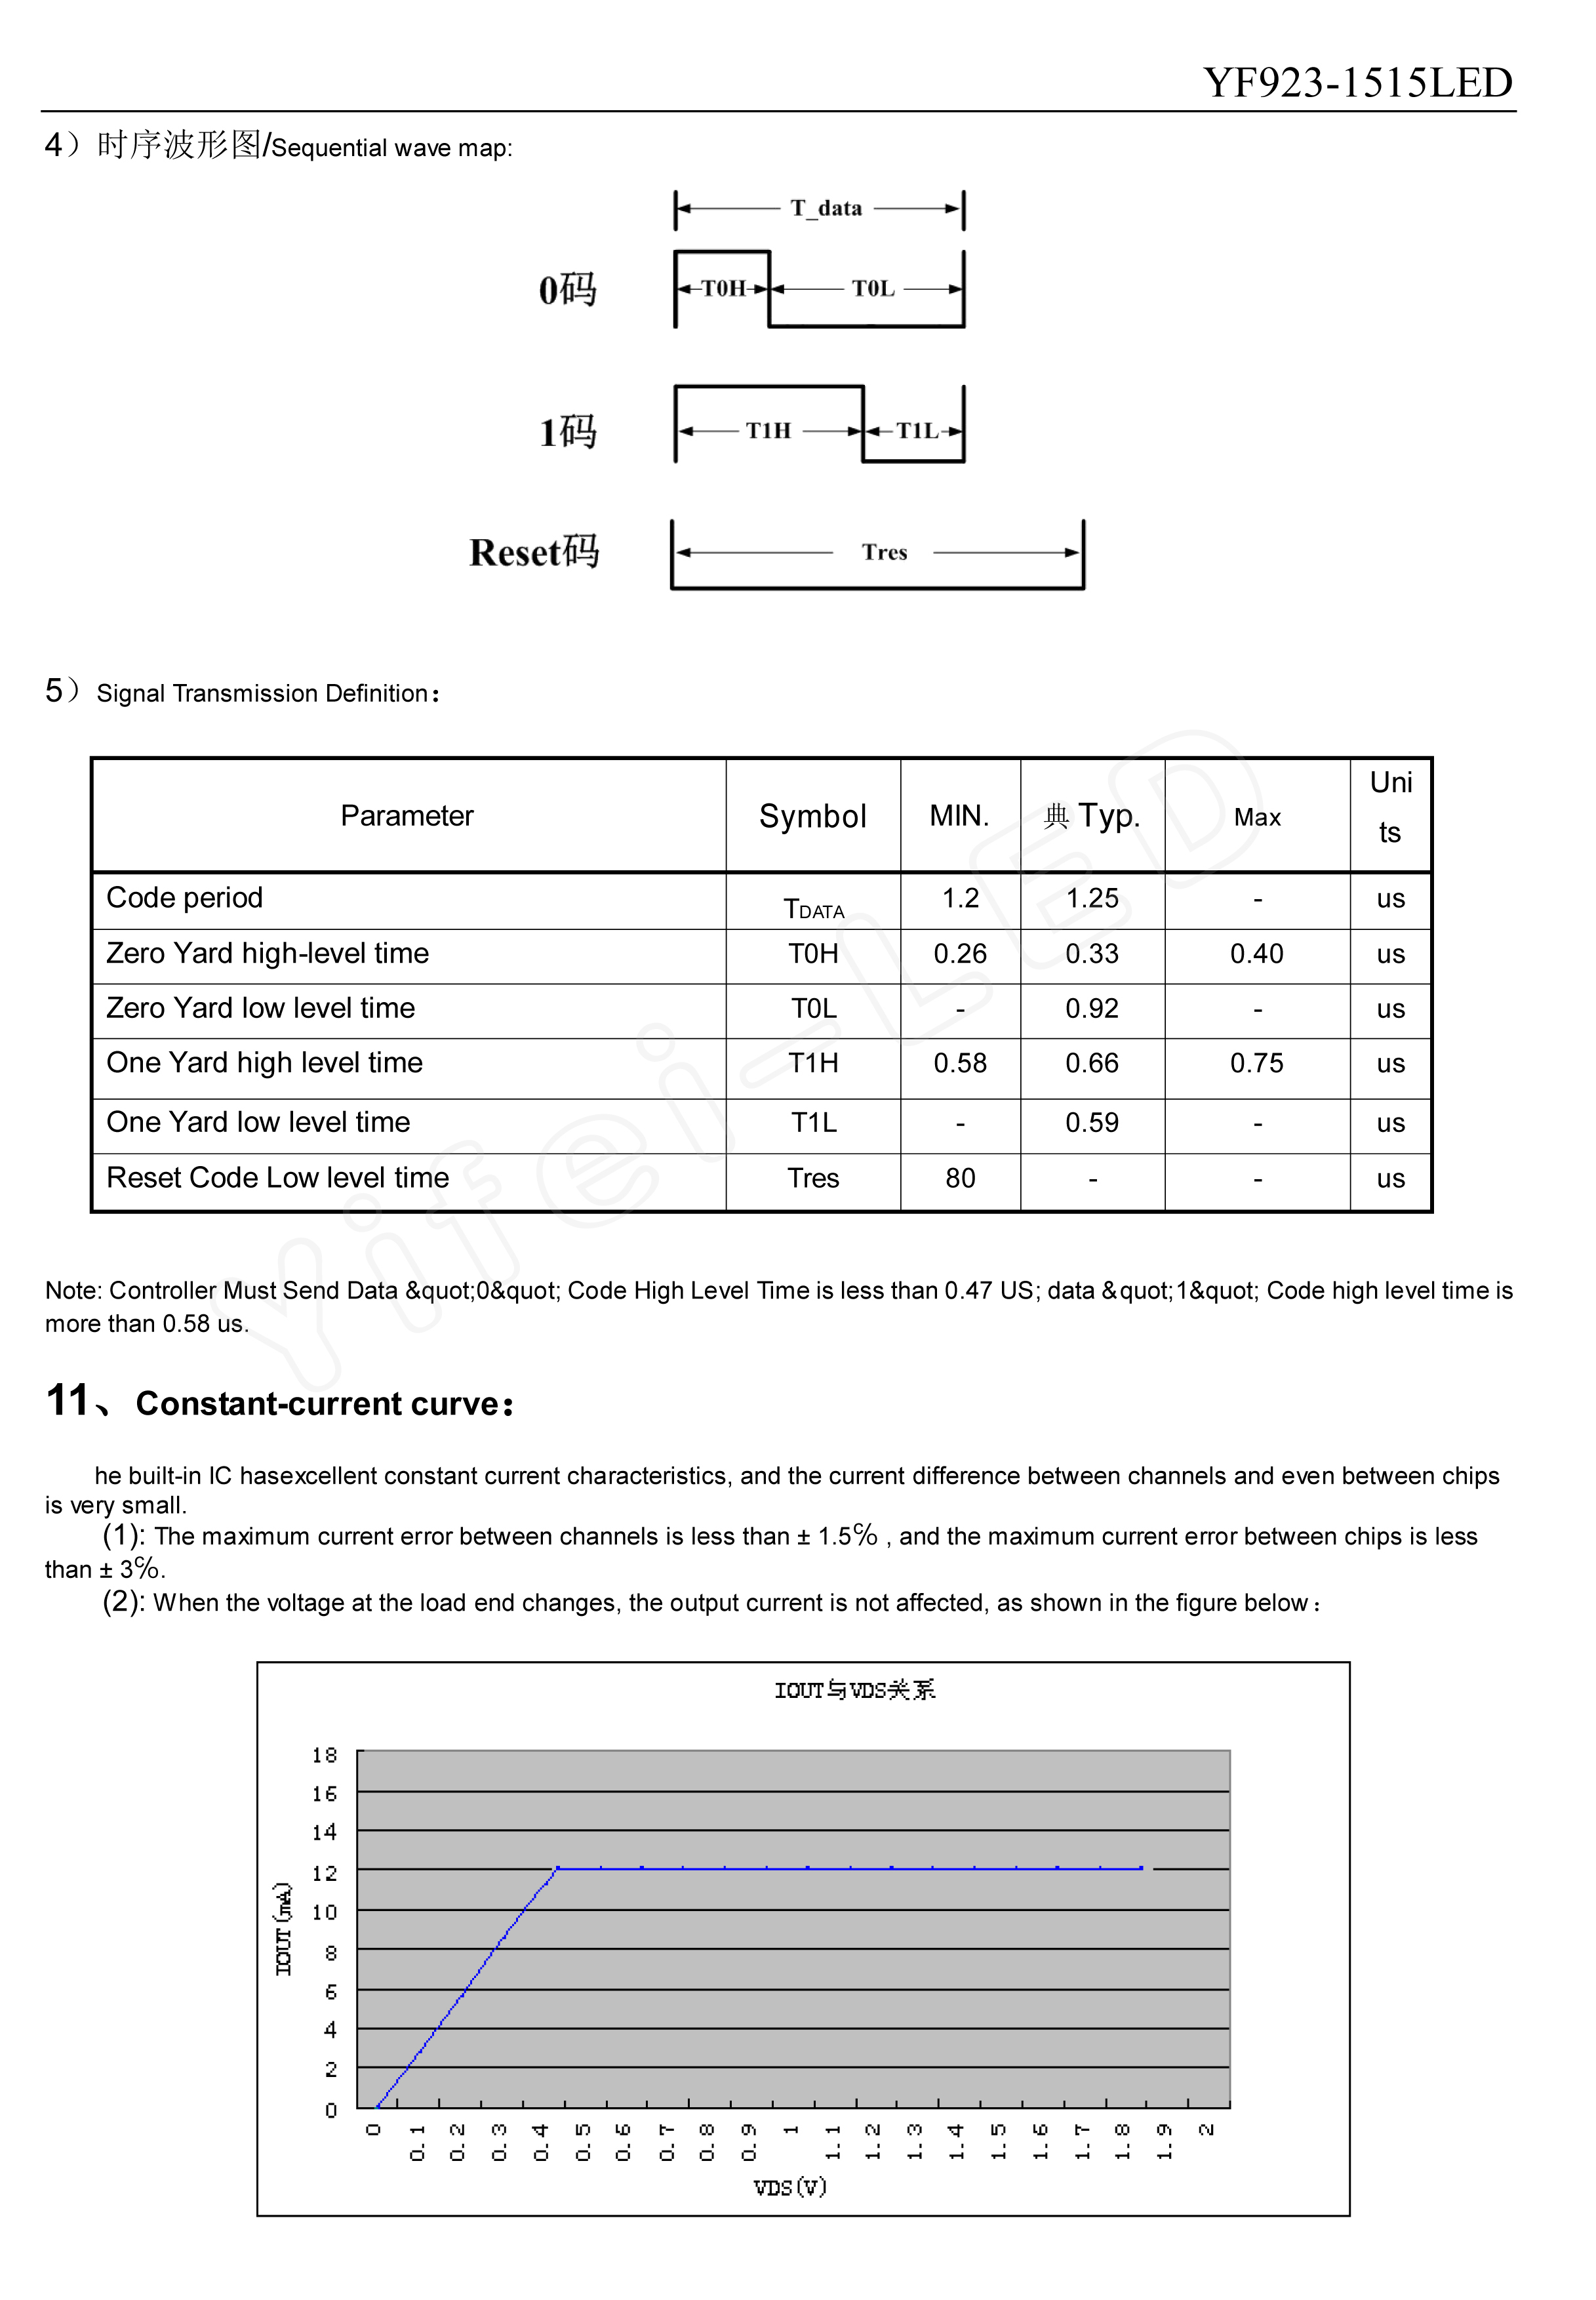 YF923-1515LED
4）时序波形图/Sequential wave map:
T_data
0码
T0H
T0L
1码
T1H
T1L
Reset码
Tres
5）Signal Transmission Definition：
Parameter Symbol MIN. 典 Typ. Max Uni
ts
Code period TDATA 1.2 1.25 - us
Zero Yard high-level time T0H 0.26 0.33 0.40 us
Zero Yard low level time T0L - 0.92 - us
One Yard high level time T1H 0.58 0.66 0.75 us
One Yard low level time T1L - 0.59 - us
Reset Code Low level time Tres 80 - - us
Yifei-LED
Note: Controller Must Send Data &quot;0&quot; Code High Level Time is less than 0.47 US; data &quot;1&quot; Code high level time is
more than 0.58 us.
11、Constant-current curve：
he built-in IC hasexcellent constant current characteristics, and the current difference between channels and even between chips
is very small.
(1): The maximum current error between channels is less than ± 1.5℅ , and the maximum current error between chips is less
than ± 3℅.
(2): When the voltage at the load end changes, the output current is not affected, as shown in the figure below：
IOUT与VDS关系
18
16
14
12
10
8
6
4
2
0
IOUT(mA)
0 0.1 0.2 0.3 0.4 0.5 0.6 0.7 0.8 0.9 1 1.1 1.2 1.3 1.4 1.5 1.6 1.7 1.8 1.9 2
VDS(V)